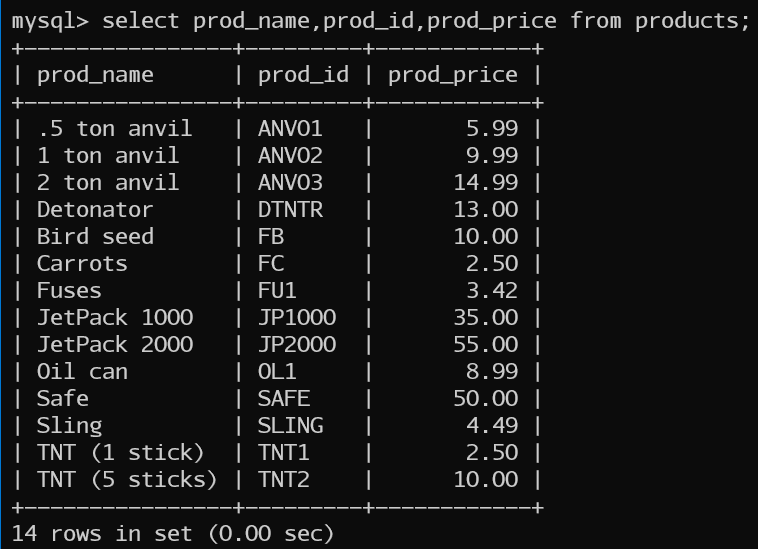 mysql> select prod_name,prod_id,prod_price from products;
+----------------+---------+------------+
| prod_name      | prod_id | prod_price |
+----------------+---------+------------+
| .5 ton anvil   | ANV01   |       5.99 |
| 1 ton anvil    | ANV02   |       9.99 |
| 2 ton anvil    | ANV03   |      14.99 |
| Detonator      | DTNTR   |      13.00 |
| Bird seed      | FB      |      10.00 |
| Carrots        | FC      |       2.50 |
| Fuses          | FU1     |       3.42 |
| JetPack 1000   | JP1000  |      35.00 |
| JetPack 2000   | JP2000  |      55.00 |
| Oil can        | OL1     |       8.99 |
| Safe           | SAFE    |      50.00 |
| Sling          | SLING   |       4.49 |
| TNT (1 stick)  | TNT1    |       2.50 |
| TNT (5 sticks) | TNT2    |      10.00 |
+----------------+---------+------------+
14 rows in set (0.00 sec)